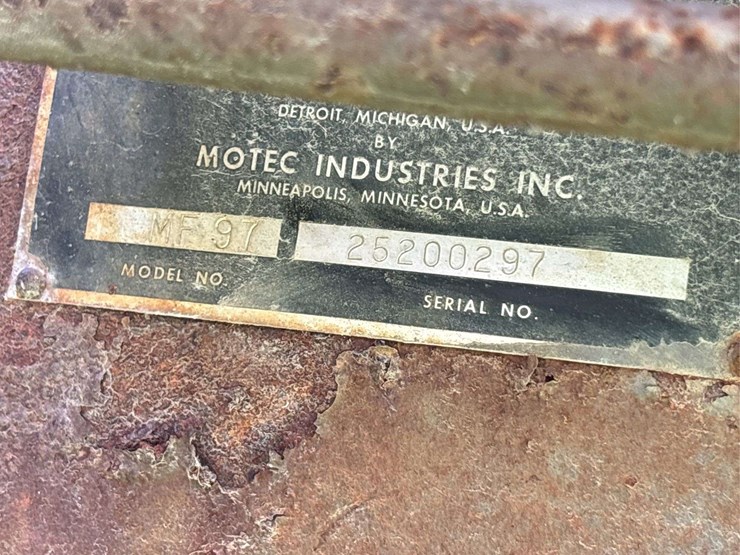 DETROIT, MICHIGAN, U.S.A.
BY
MOTEC INDUSTRIES INC.
MINNEAPOLIS, MINNESOTA, U.S.A.
MF 97 25200297
MODEL NO. SERIAL NO.